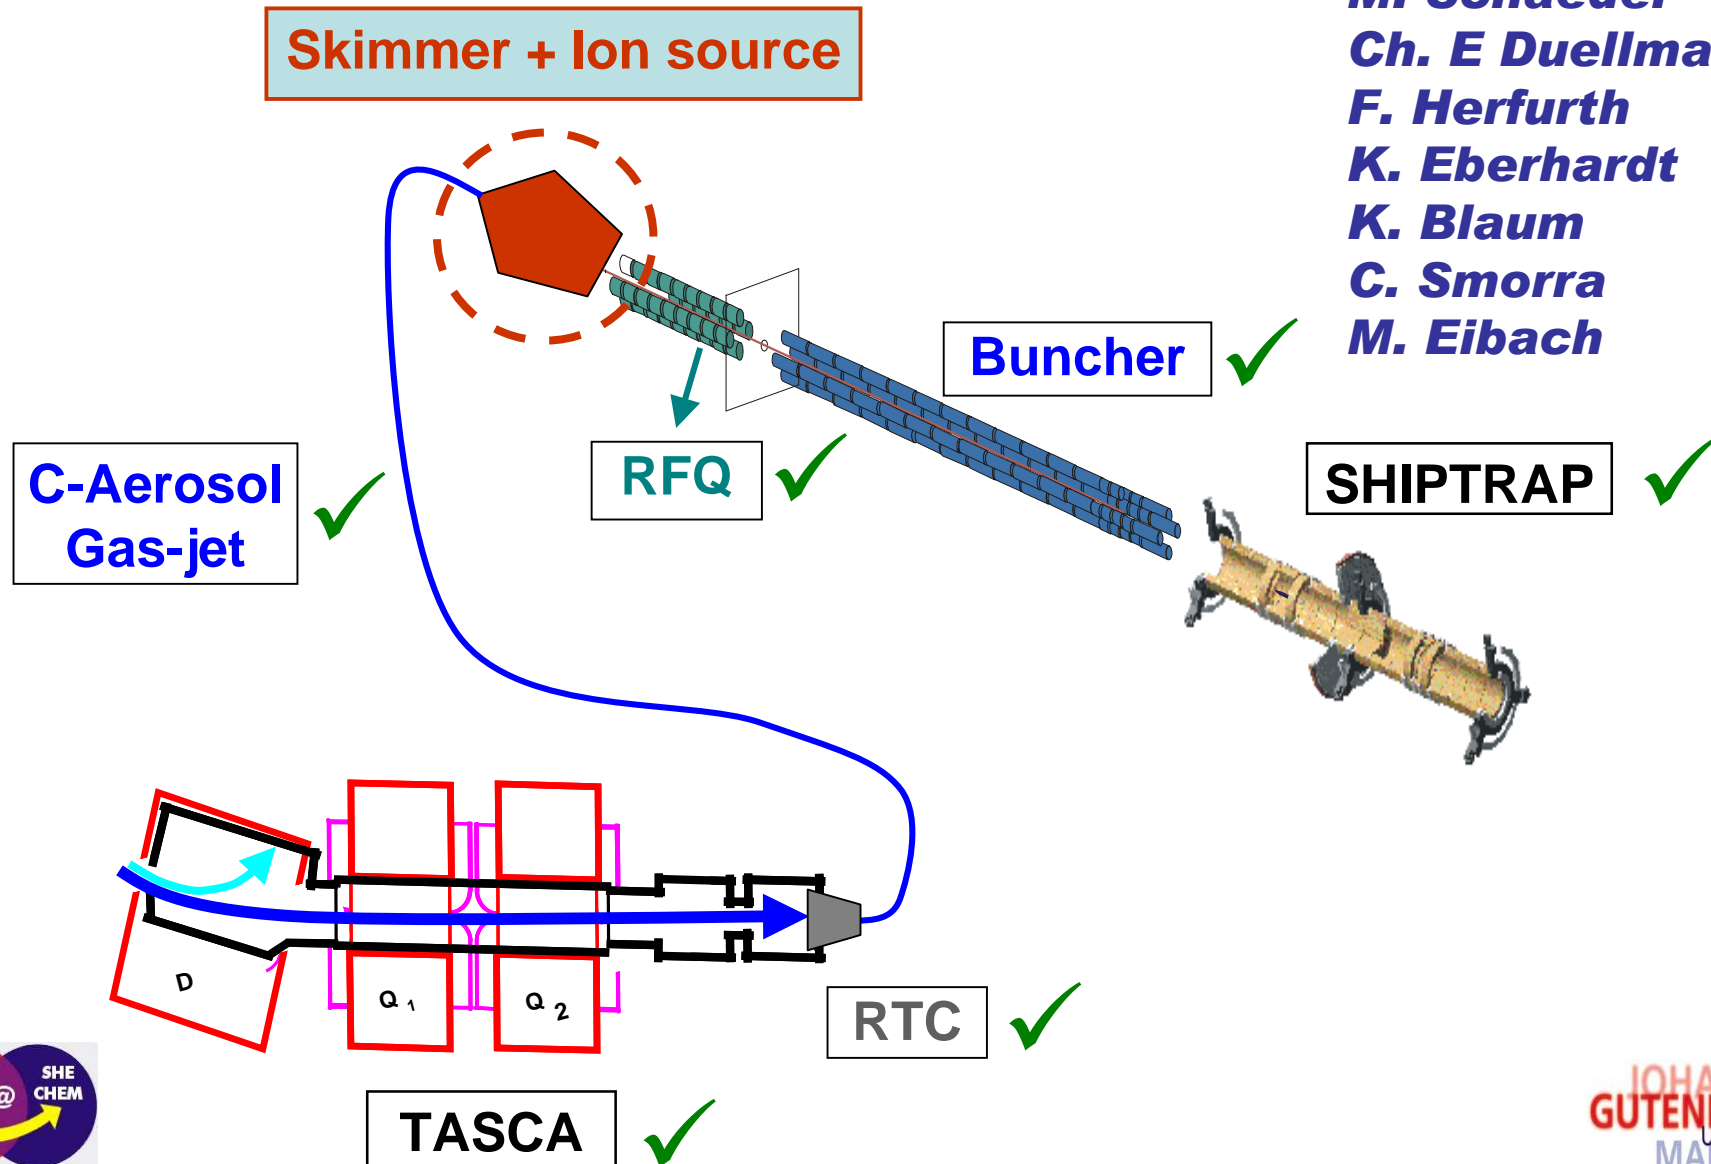 Skimmer + Ion source
Ch. E Duellma
F. Herfurth
K. Eberhardt
K. Blaum
C. Smorra
M. Eibach
Buncher
C-Aerosol
Gas-jet
RFQ
SHIPTRAP
D
Q 1
Q 2
RTC
TASCA
@
SHE
CHEM